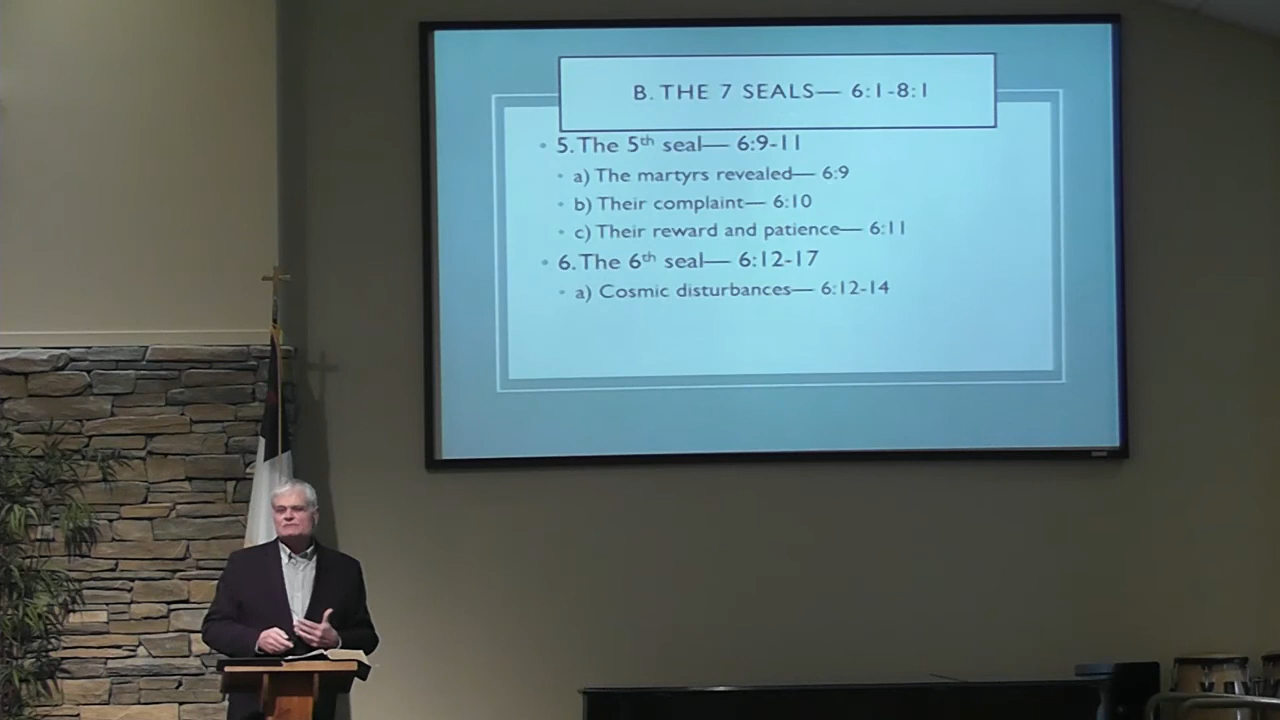 B. THE 7 SEALS— 6:1-8:1
• 5. The 5th seal— 6:9-11
• a) The martyrs revealed— 6:9
• b) Their complaint— 6:10
• c) Their reward and patience— 6:11
• 6. The 6th seal— 6:12-17
• a) Cosmic disturbances— 6:12-14